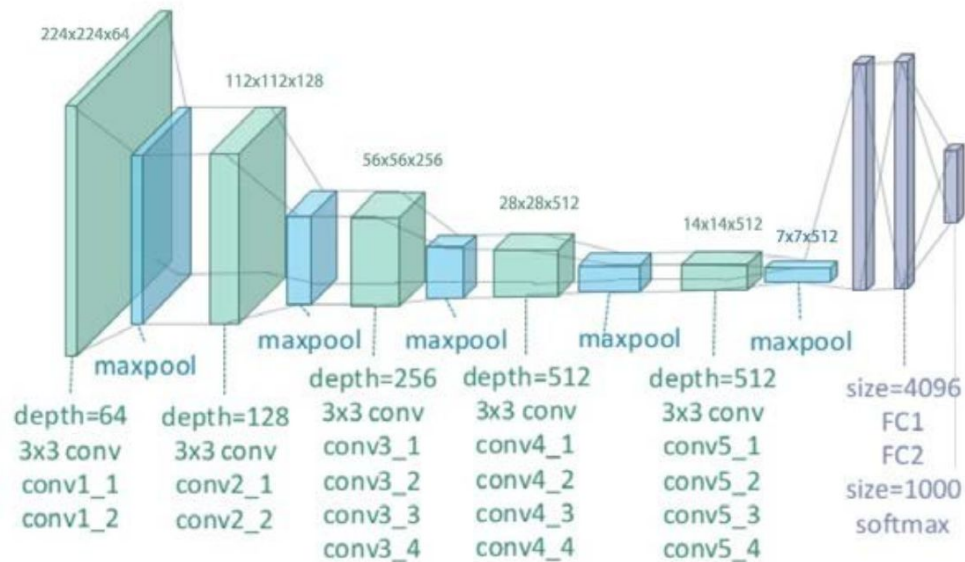 224x224x64
112x112x128
56x56x256
28x28x512
14x14x512
7x7x512
maxpool
maxpool
maxpool
maxpool
maxpool
depth=64
3x3 conv
conv1_1
conv1_2
depth=128
3x3 conv
conv2_1
conv2_2
depth=256
3x3 conv
conv3_1
conv3_2
conv3_3
conv3_4
depth=512
3x3 conv
conv4_1
conv4_2
conv4_3
conv4_4
depth=512
3x3 conv
conv5_1
conv5_2
conv5_3
conv5_4
size=4096
FC1
FC2
size=1000
softmax